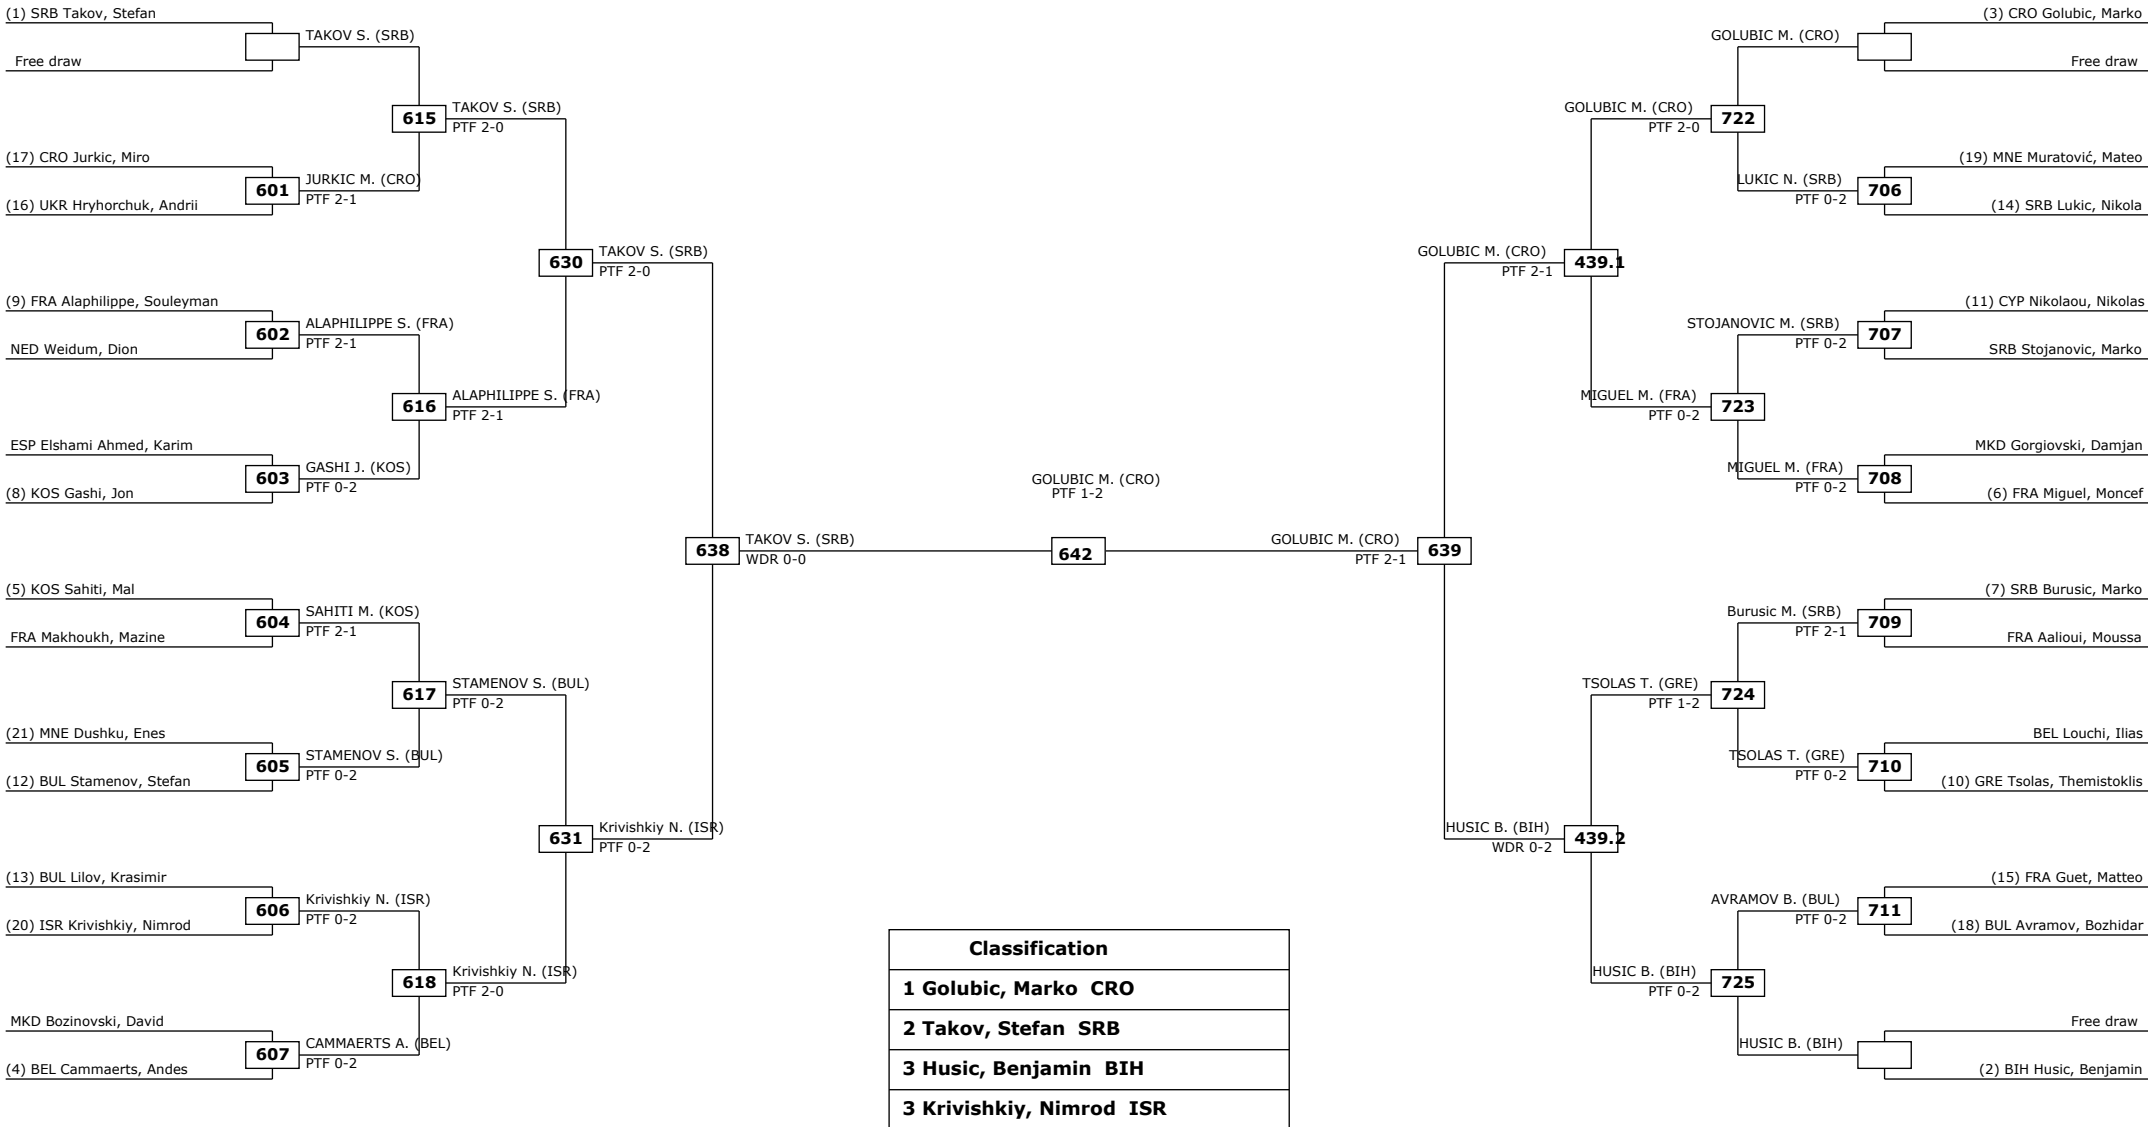 (1) SRB Takov, Stefan
TAKOV S. (SRB)
Free draw
615
TAKOV S. (SRB)
PTF 2-0
(17) CRO Jurkic, Miro
601
JURKIC M. (CRO)
PTF 2-1
(16) UKR Hryhorchuk, Andrii
630
TAKOV S. (SRB)
PTF 2-0
(9) FRA Alaphilippe, Souleyman
602
ALAPHILIPPE S. (FRA)
PTF 2-1
NED Weidum, Dion
616
ALAPHILIPPE S. (FRA)
PTF 2-1
ESP Elshami Ahmed, Karim
603
GASHI J. (KOS)
PTF 0-2
(8) KOS Gashi, Jon
638
TAKOV S. (SRB)
WDR 0-0
(5) KOS Sahiti, Mal
604
SAHITI M. (KOS)
PTF 2-1
FRA Makhoukh, Mazine
617
STAMENOV S. (BUL)
PTF 0-2
(21) MNE Dushku, Enes
605
STAMENOV S. (BUL)
PTF 0-2
(12) BUL Stamenov, Stefan
631
Krivishkiy N. (ISR)
PTF 0-2
(13) BUL Lilov, Krasimir
606
Krivishkiy N. (ISR)
PTF 0-2
(20) ISR Krivishkiy, Nimrod
618
Krivishkiy N. (ISR)
PTF 2-0
MKD Bozinovski, David
607
CAMMAERTS A. (BEL)
PTF 0-2
(4) BEL Cammaerts, Andes
GOLUBIC M. (CRO)
PTF 1-2
642
(3) CRO Golubic, Marko
GOLUBIC M. (CRO)
Free draw
GOLUBIC M. (CRO)
PTF 2-0
722
(19) MNE Muratović, Mateo
LUKIC N. (SRB)
PTF 0-2
706
(14) SRB Lukic, Nikola
GOLUBIC M. (CRO)
PTF 2-1
439.1
(11) CYP Nikolaou, Nikolas
STOJANOVIC M. (SRB)
PTF 0-2
707
SRB Stojanovic, Marko
MIGUEL M. (FRA)
PTF 0-2
723
MKD Gorgiovski, Damjan
MIGUEL M. (FRA)
PTF 0-2
708
(6) FRA Miguel, Moncef
GOLUBIC M. (CRO)
PTF 2-1
639
(7) SRB Burusic, Marko
Burusic M. (SRB)
PTF 2-1
709
FRA Aalioui, Moussa
TSOLAS T. (GRE)
PTF 1-2
724
BEL Louchi, Ilias
TSOLAS T. (GRE)
PTF 0-2
710
(10) GRE Tsolas, Themistoklis
HUSIC B. (BIH)
WDR 0-2
439.2
(15) FRA Guet, Matteo
AVRAMOV B. (BUL)
PTF 0-2
711
(18) BUL Avramov, Bozhidar
HUSIC B. (BIH)
PTF 0-2
725
Free draw
HUSIC B. (BIH)
(2) BIH Husic, Benjamin
Classification
1 Golubic, Marko CRO
2 Takov, Stefan SRB
3 Husic, Benjamin BIH
3 Krivishkiy, Nimrod ISR